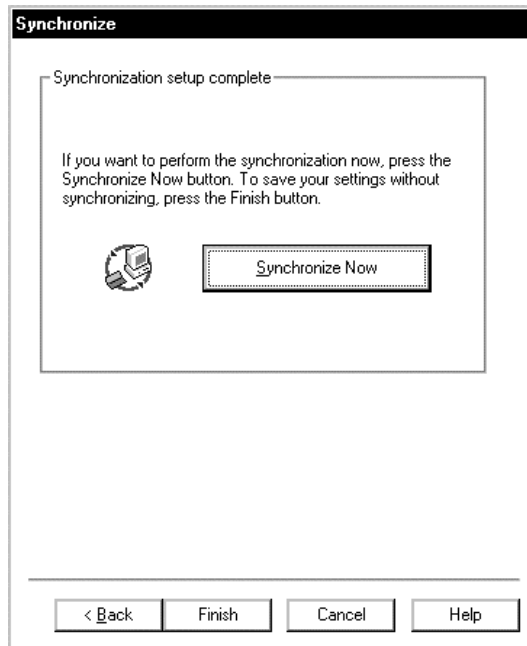 Synchronize
Synchronization setup complete
If you want to perform the synchronization now, press the
Synchronize Now button. To save your settings without
synchronizing, press the Finish button.
Synchronize Now
< Back Finish Cancel Help